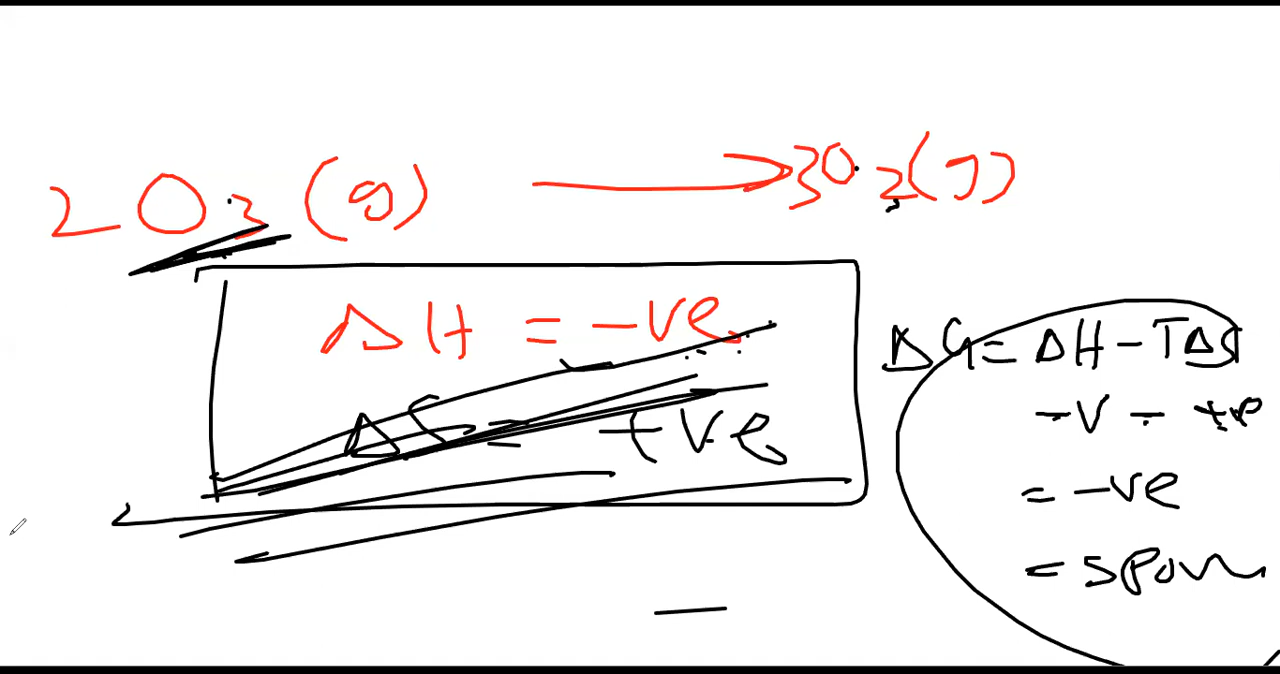 2O3(g) → 3O2(g)
ΔH = -ve
ΔS = +ve
ΔG = ΔH - TΔS
-v - +ve
= -ve
= spon